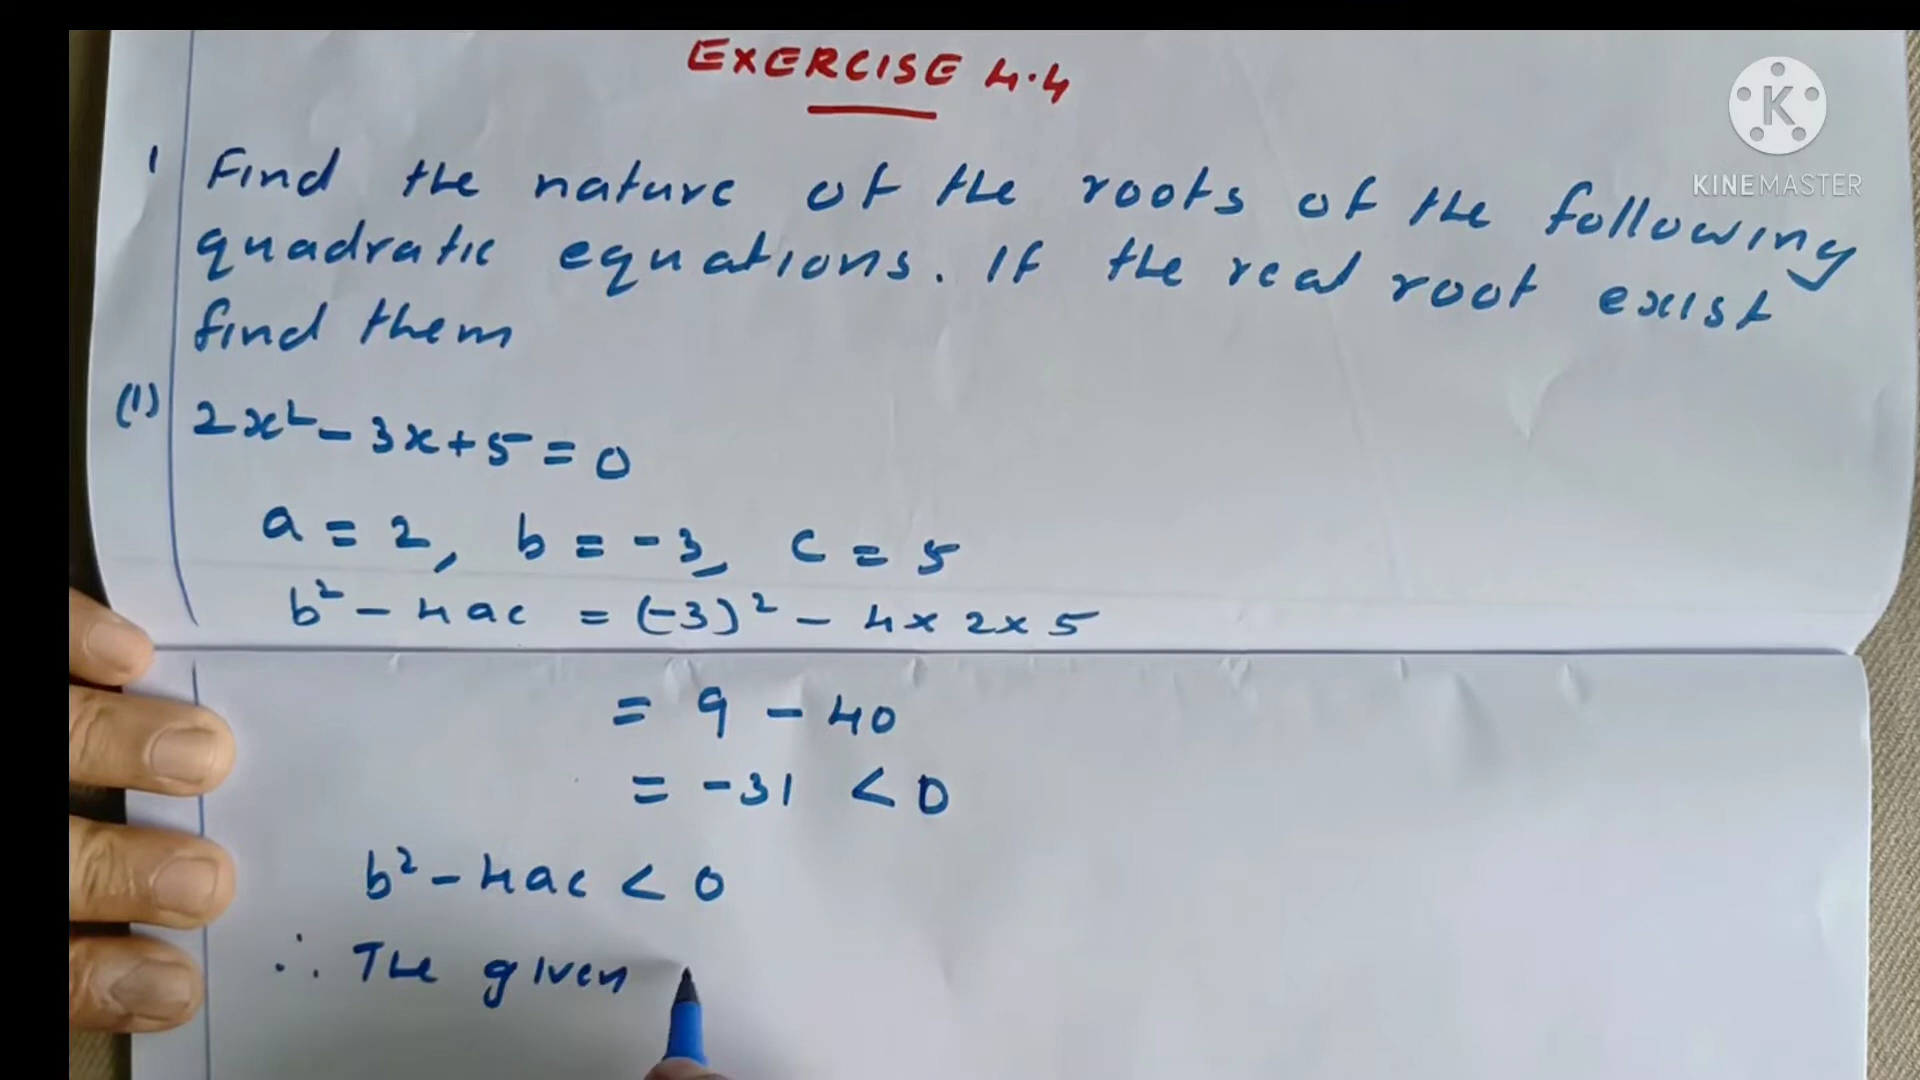 EXERCISE 4.4
1 Find the nature of the roots of the following
quadratic equations. If the real root exist
find them
(1) 2x² - 3x + 5 = 0
a = 2, b = -3, c = 5
b² - 4ac = (-3)² - 4 x 2 x 5
= 9 - 40
= -31 < 0
b² - 4ac < 0
∴ The given
K
KINEMASTER